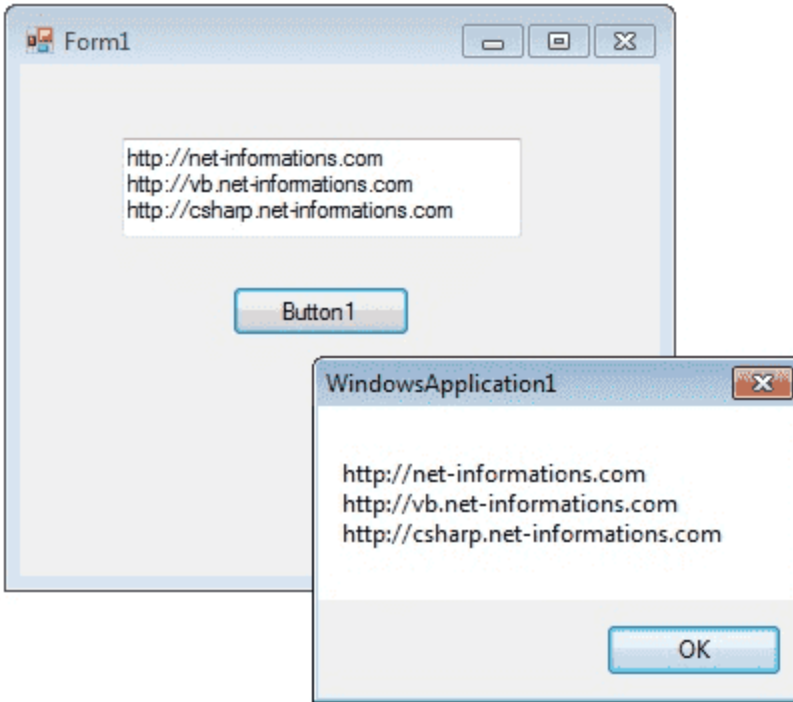 Form1
http://net-informations.com
http://vb.net-informations.com
http://csharp.net-informations.com
Button1
WindowsApplication1
http://net-informations.com
http://vb.net-informations.com
http://csharp.net-informations.com
OK